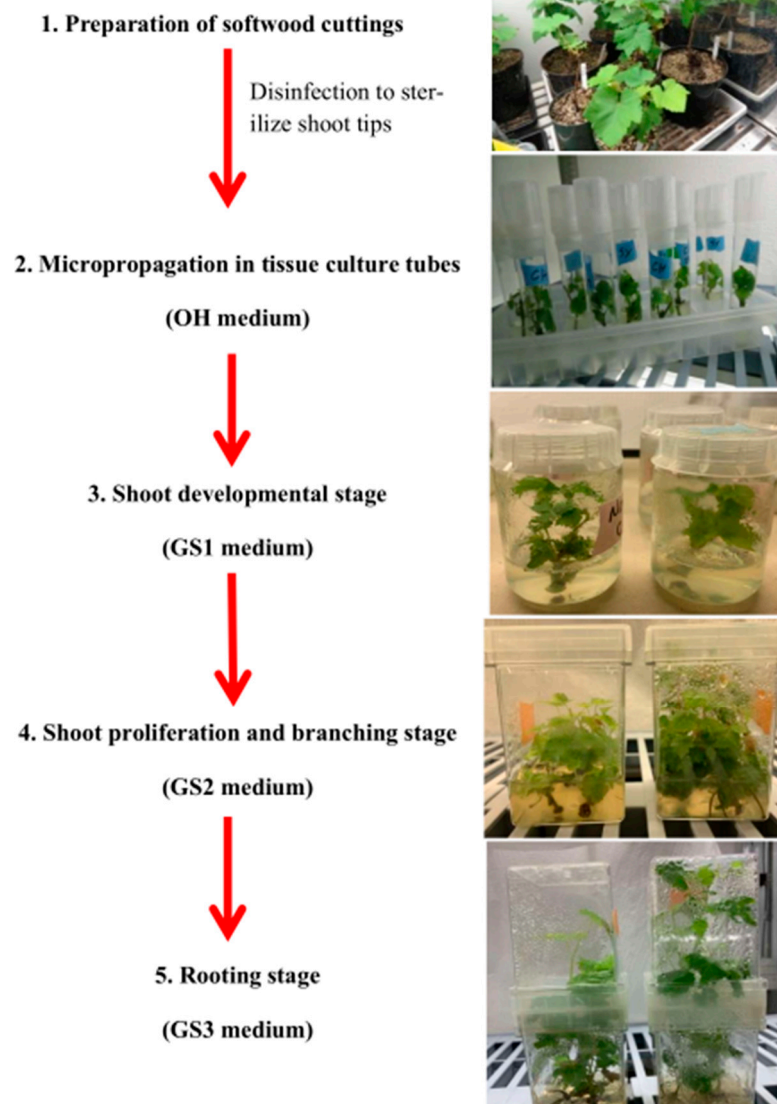 1. Preparation of softwood cuttings
Disinfection to ster-
ilize shoot tips
2. Micropropagation in tissue culture tubes
(OH medium)
3. Shoot developmental stage
(GS1 medium)
4. Shoot proliferation and branching stage
(GS2 medium)
5. Rooting stage
(GS3 medium)